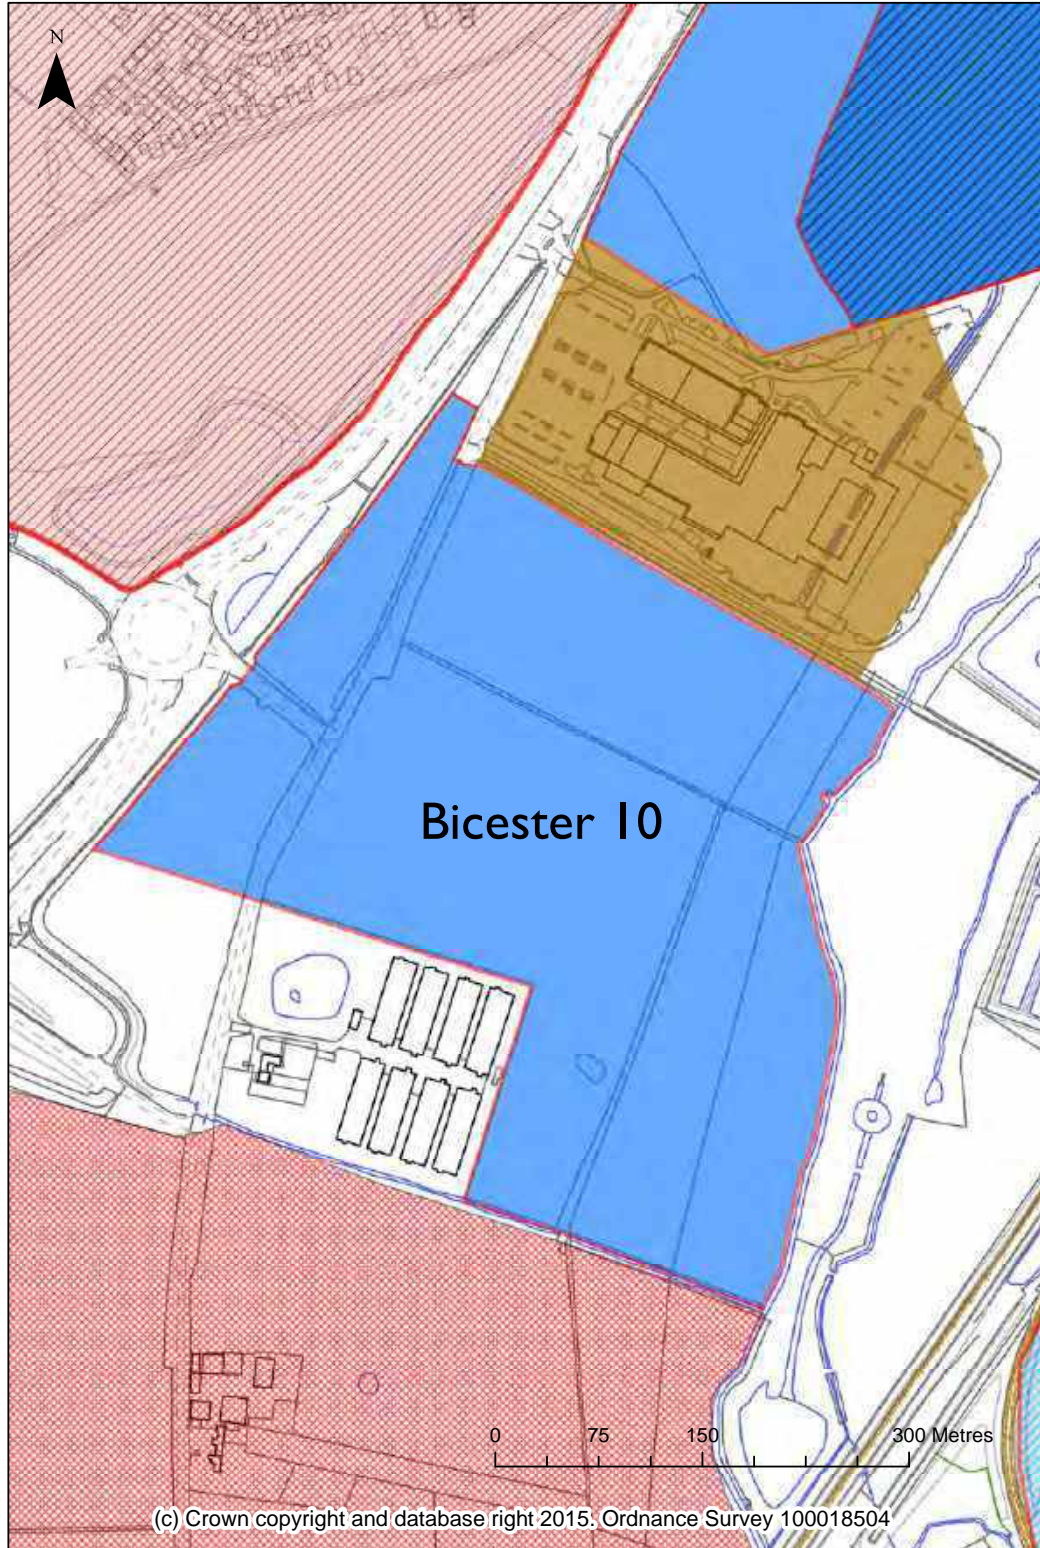 N
Bicester 10
0 75 150 300 Metres
(c) Crown copyright and database right 2015. Ordnance Survey 100018504